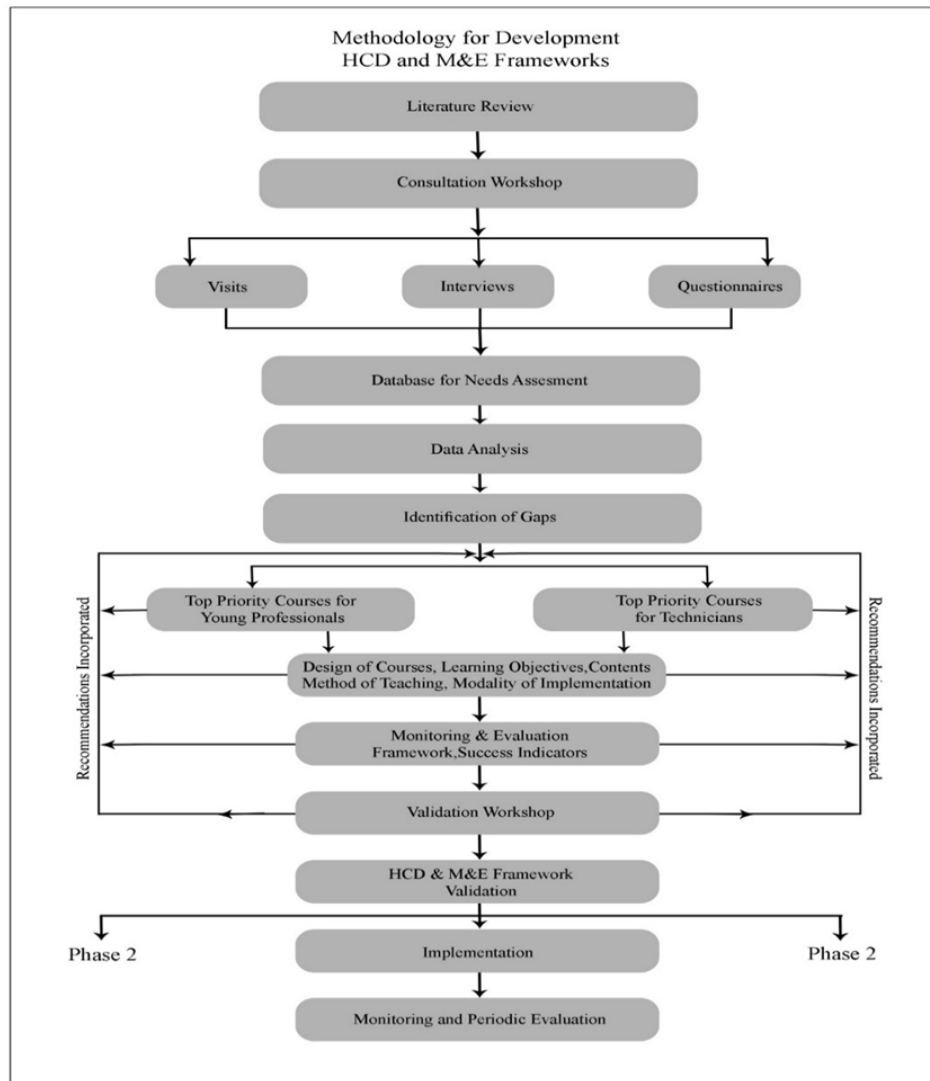 Methodology for Development
HCD and M&E Frameworks
Literature Review
Consultation Workshop
Visits
Interviews
Questionnaires
Database for Needs Assesment
Data Analysis
Identification of Gaps
Top Priority Courses for
Young Professionals
Top Priority Courses
for Technicians
Recommendations Incorporated
Recommendations Incorporated
Design of Courses, Learning Objectives,Contents
Method of Teaching, Modality of Implementation
Monitoring & Evaluation
Framework,Success Indicators
Validation Workshop
HCD & M&E Framework
Validation
Phase 2
Implementation
Phase 2
Monitoring and Periodic Evaluation